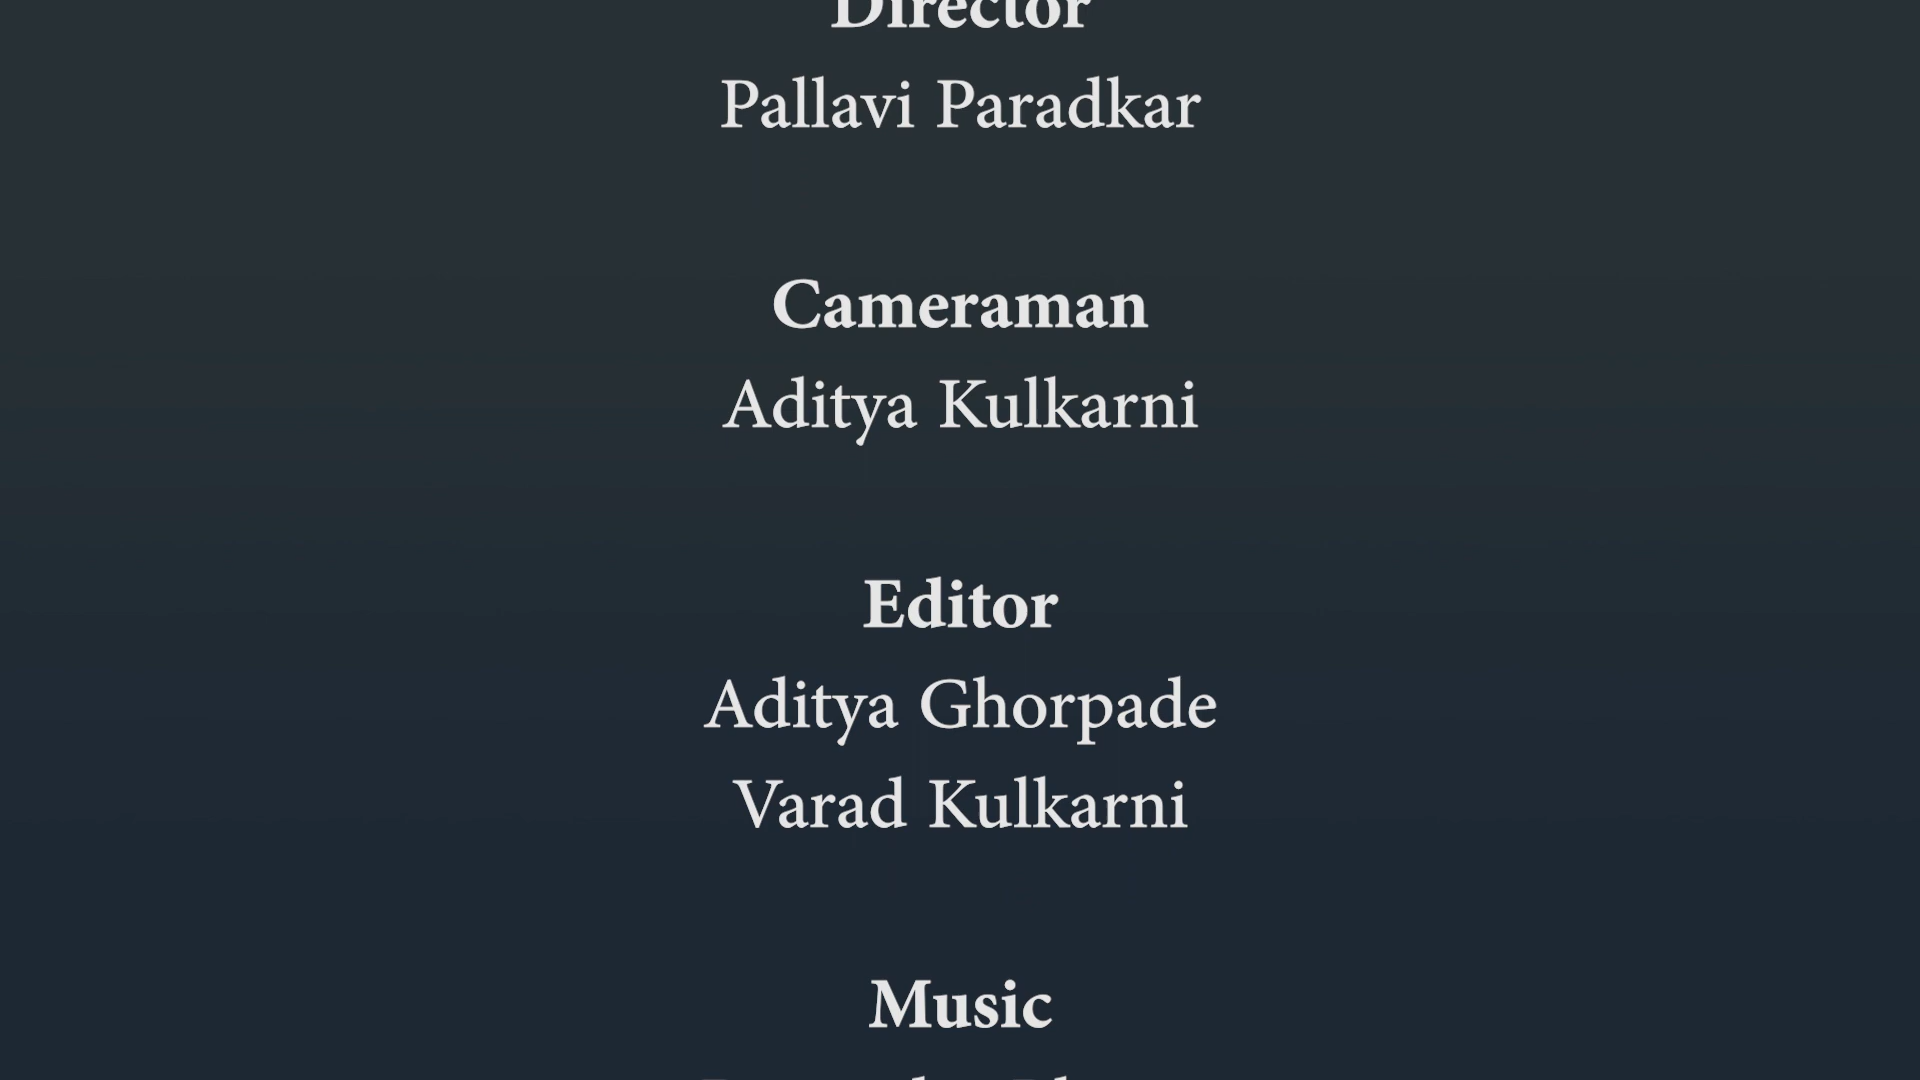 Director
Pallavi Paradkar
Cameraman
Aditya Kulkarni
Editor
Aditya Ghorpade
Varad Kulkarni
Music